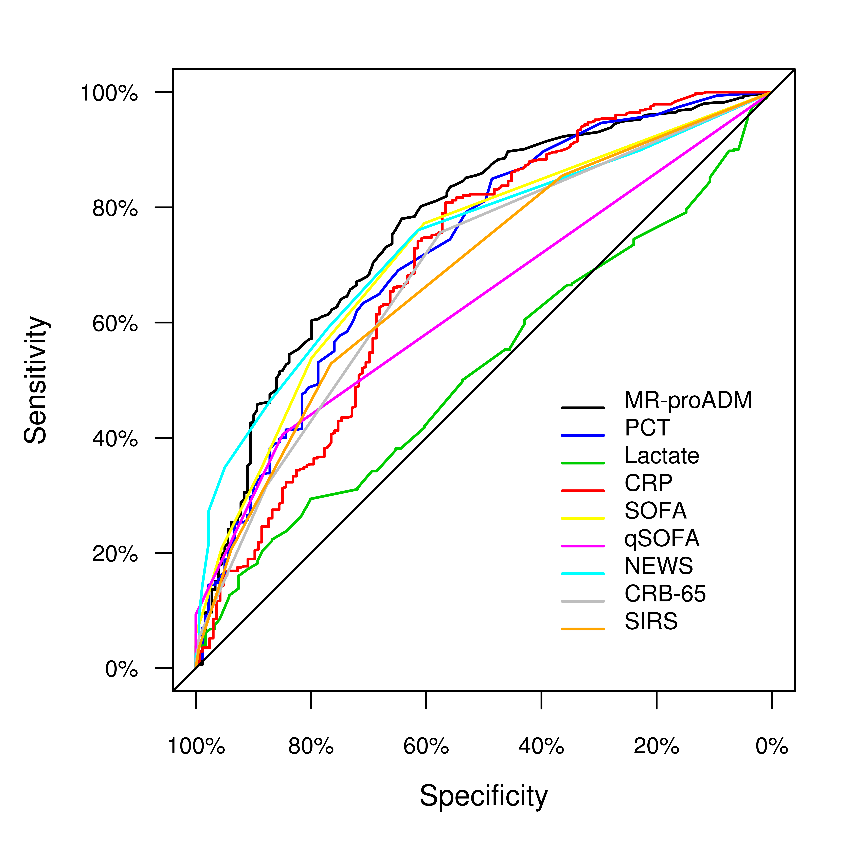 100%
80%
60%
40%
20%
0%
Sensitivity
MR-proADM
PCT
Lactate
CRP
SOFA
qSOFA
NEWS
CRB-65
SIRS
100% 80% 60% 40% 20% 0%
Specificity